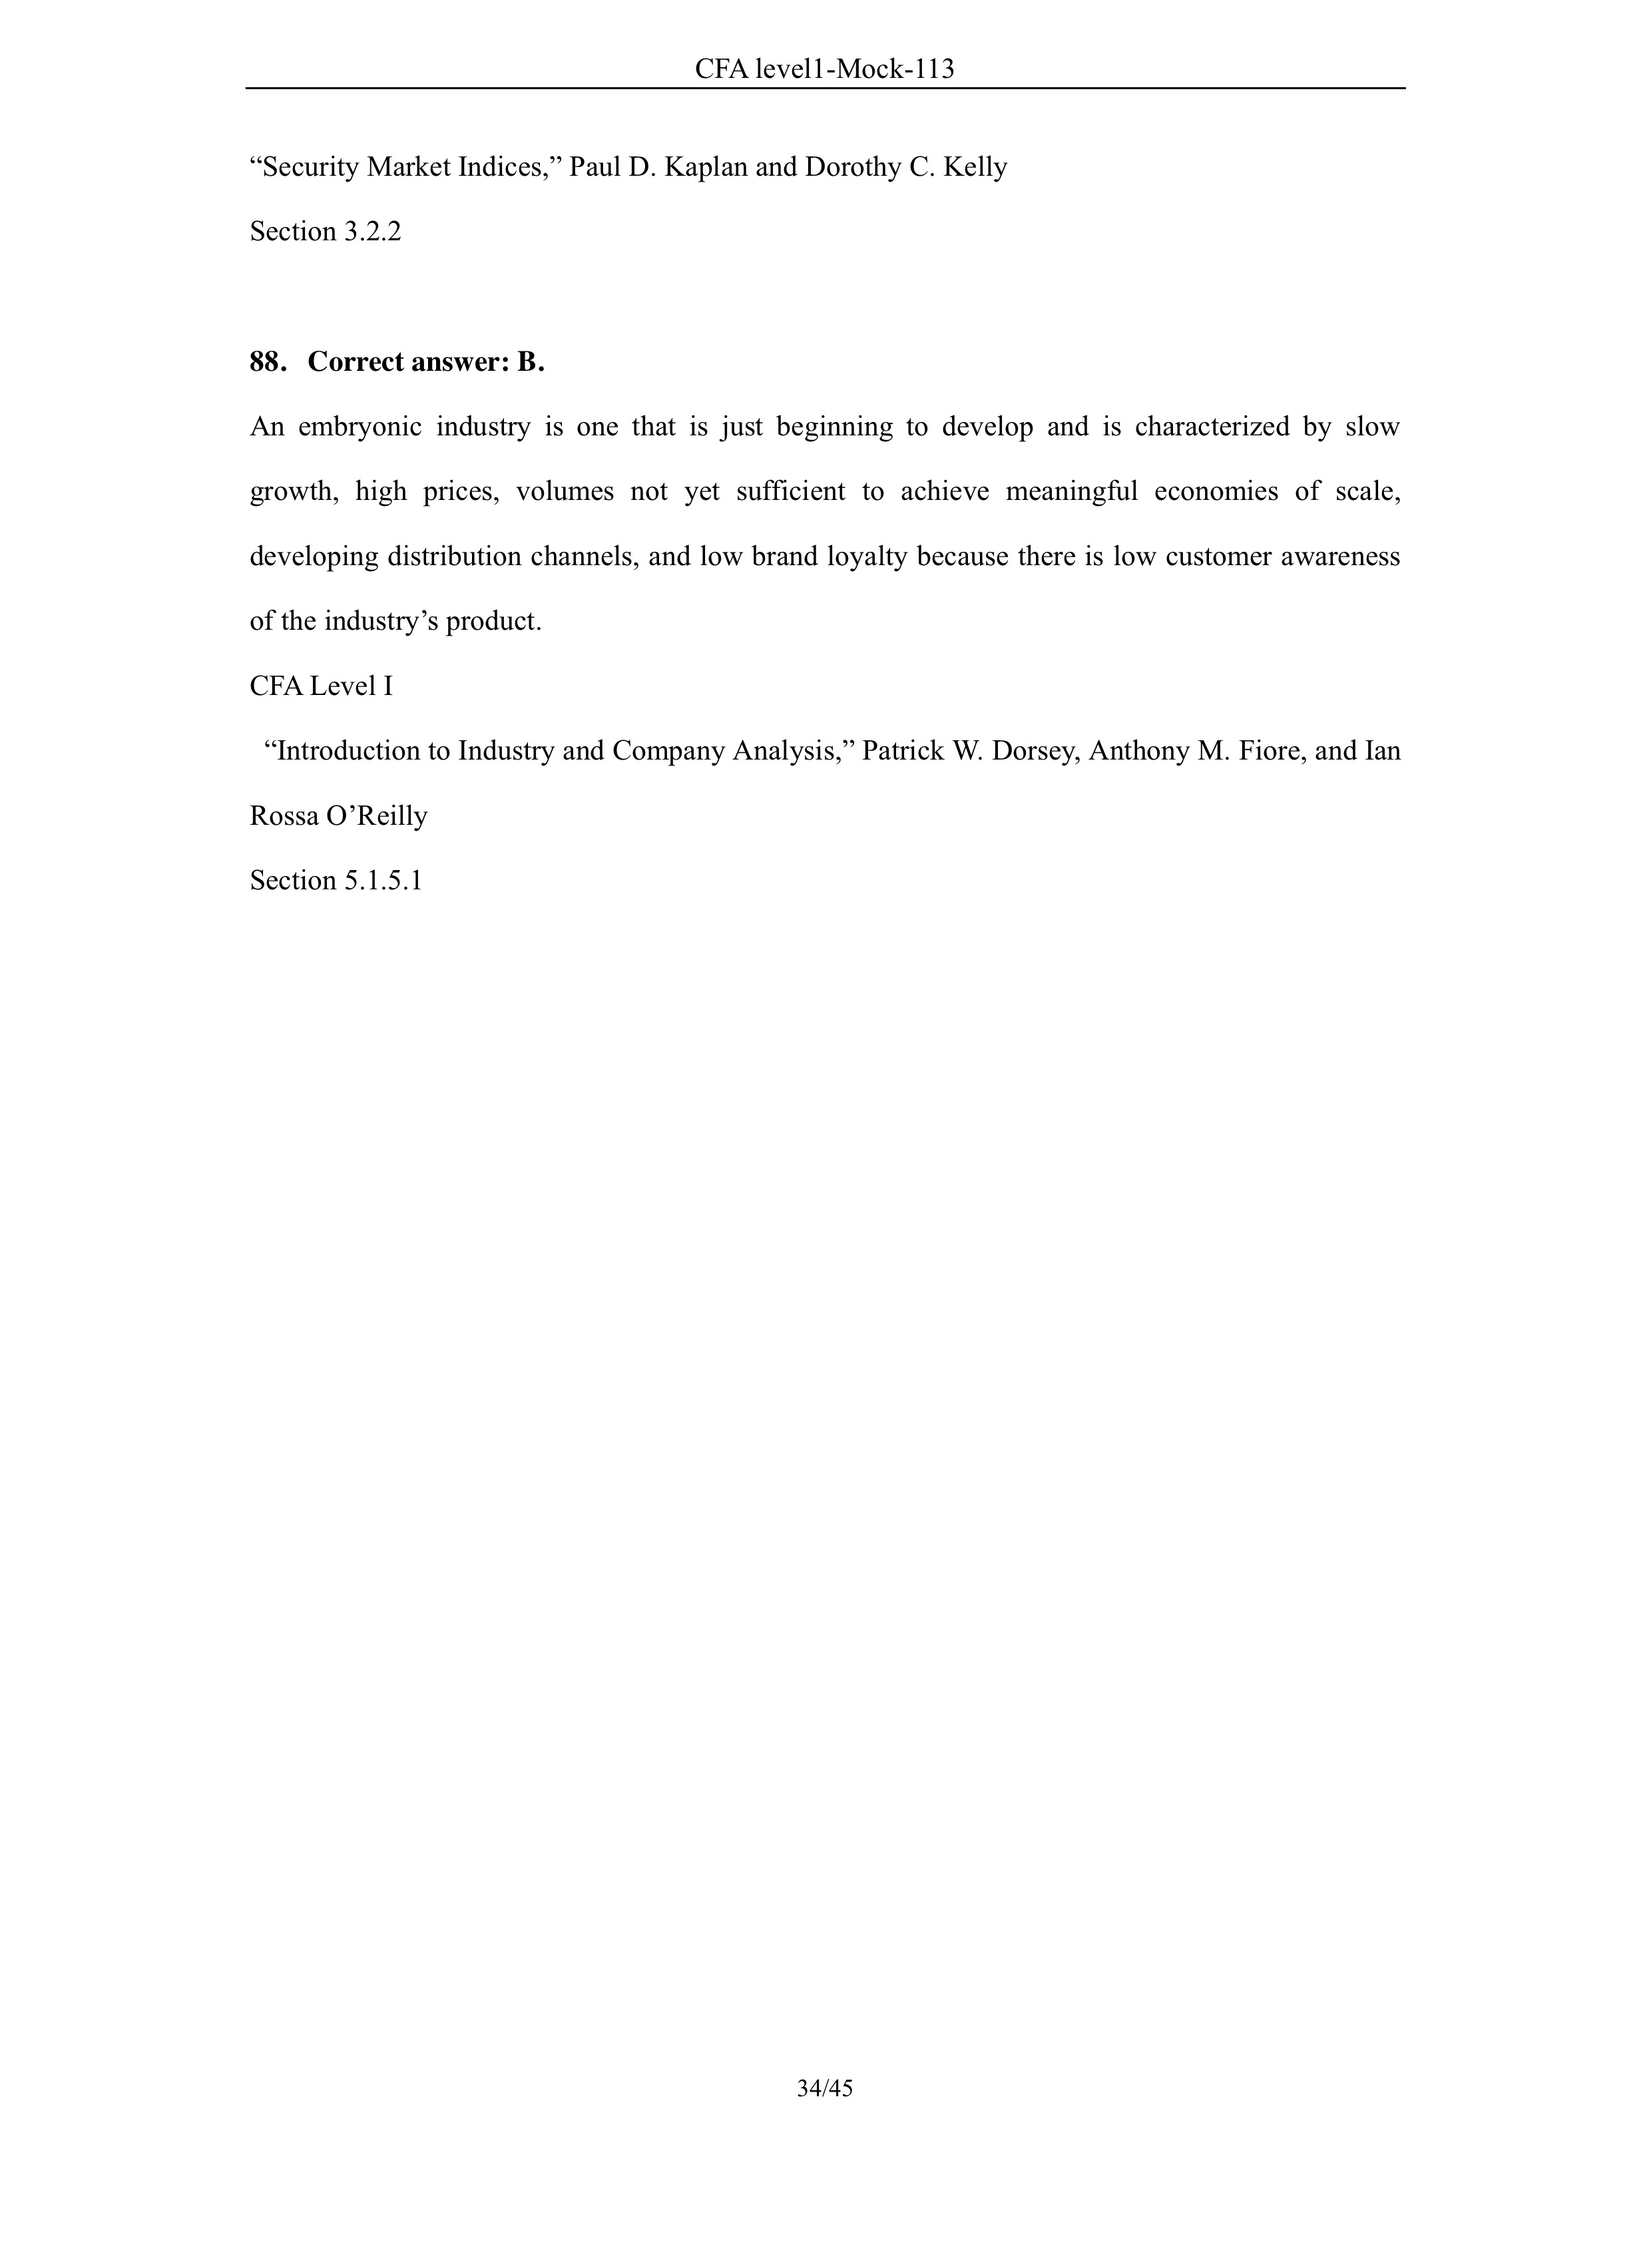 CFA level1-Mock-113
“Security Market Indices,” Paul D. Kaplan and Dorothy C. Kelly
Section 3.2.2
88. Correct answer: B.
An embryonic industry is one that is just beginning to develop and is characterized by slow
growth, high prices, volumes not yet sufficient to achieve meaningful economies of scale,
developing distribution channels, and low brand loyalty because there is low customer awareness
of the industry’s product.
CFA Level I
“Introduction to Industry and Company Analysis,” Patrick W. Dorsey, Anthony M. Fiore, and Ian
Rossa O’Reilly
Section 5.1.5.1
34/45